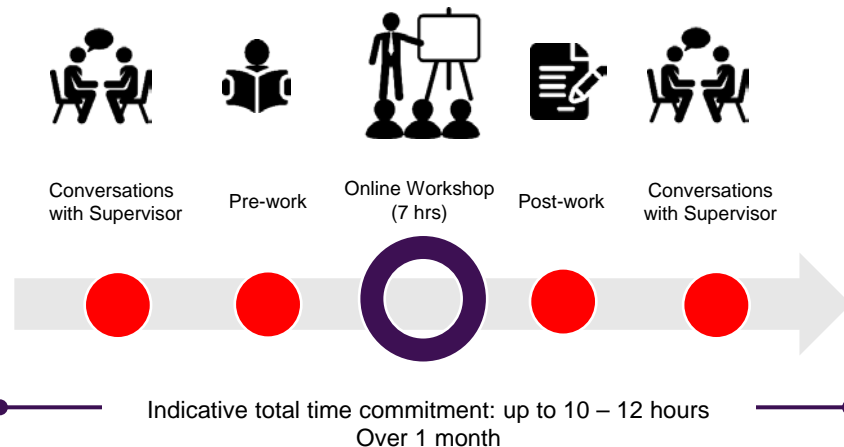 Conversations
with Supervisor
Pre-work
Online Workshop
(7 hrs)
Post-work
Conversations
with Supervisor
Indicative total time commitment: up to 10 – 12 hours
Over 1 month